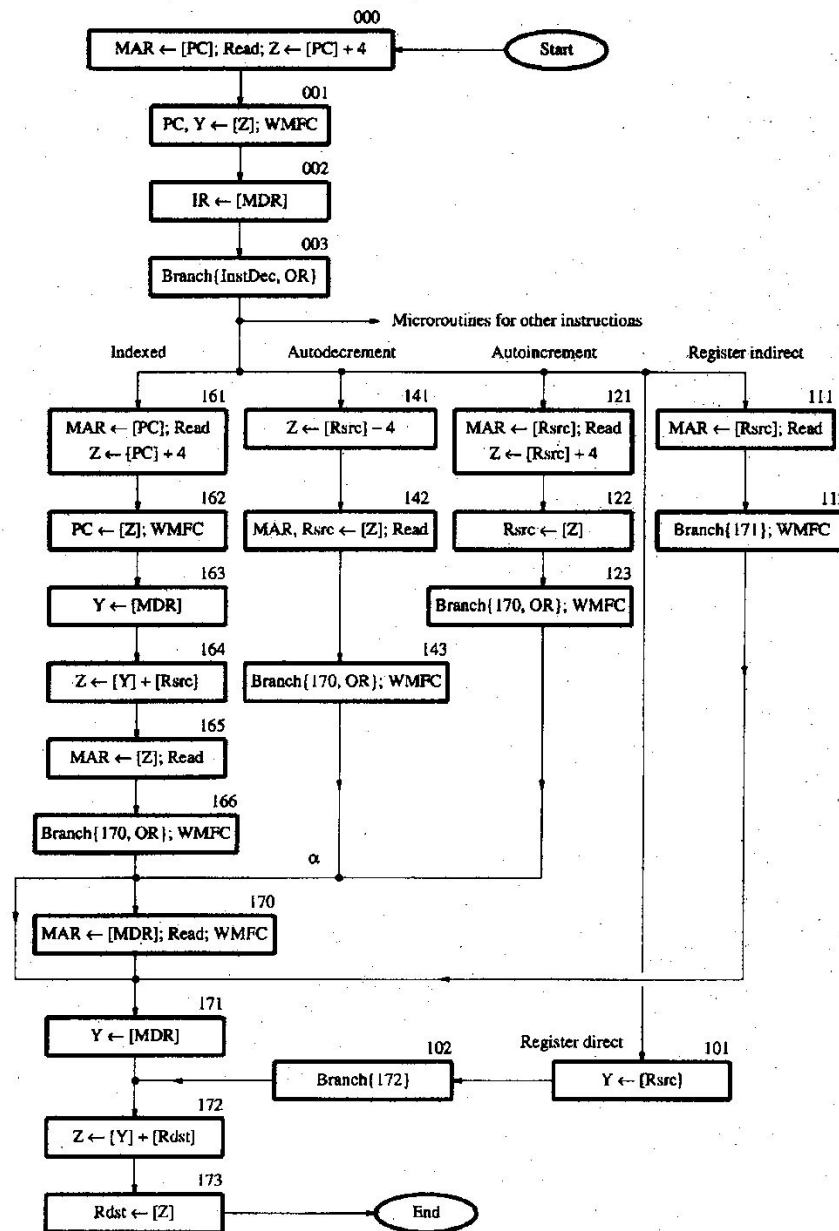 000
MAR ← [PC]; Read; Z ← [PC] + 4
Start
001
PC, Y ← [Z]; WMFC
002
IR ← [MDR]
003
Branch{InstDec, OR}
Microroutines for other instructions
Indexed
Autodecrement
Autoincrement
Register indirect
161
MAR ← [PC]; Read
Z ← [PC] + 4
141
Z ← [Rsrc] − 4
121
MAR ← [Rsrc]; Read
Z ← [Rsrc] + 4
111
MAR ← [Rsrc]; Read
162
PC ← [Z]; WMFC
142
MAR, Rsrc ← [Z]; Read
122
Rsrc ← [Z]
Branch{171}; WMFC
163
Y ← [MDR]
123
Branch{170, OR}; WMFC
164
Z ← [Y] + [Rsrc]
143
Branch{170, OR}; WMFC
165
MAR ← [Z]; Read
166
Branch{170, OR}; WMFC
α
170
MAR ← [MDR]; Read; WMFC
171
Y ← [MDR]
Register direct
102
Branch{172}
101
Y ← [Rsrc]
172
Z ← [Y] + [Rdst]
173
Rdst ← [Z]
End